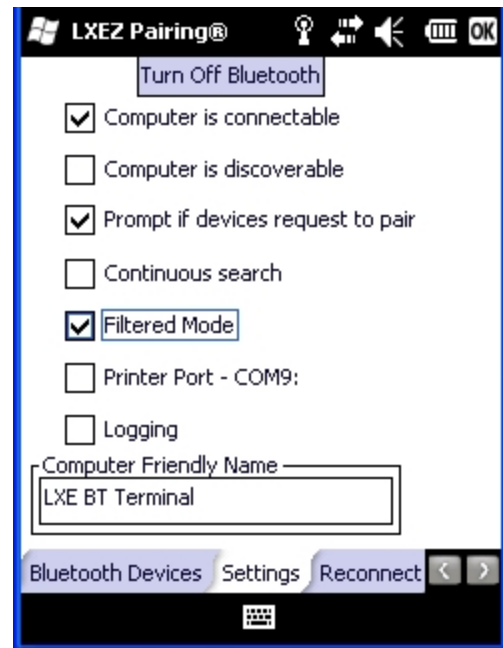 LXEZ Pairing® OK
Turn Off Bluetooth
Computer is connectable
Computer is discoverable
Prompt if devices request to pair
Continuous search
Filtered Mode
Printer Port - COM9:
Logging
Computer Friendly Name
LXE BT Terminal
Bluetooth Devices Settings Reconnect